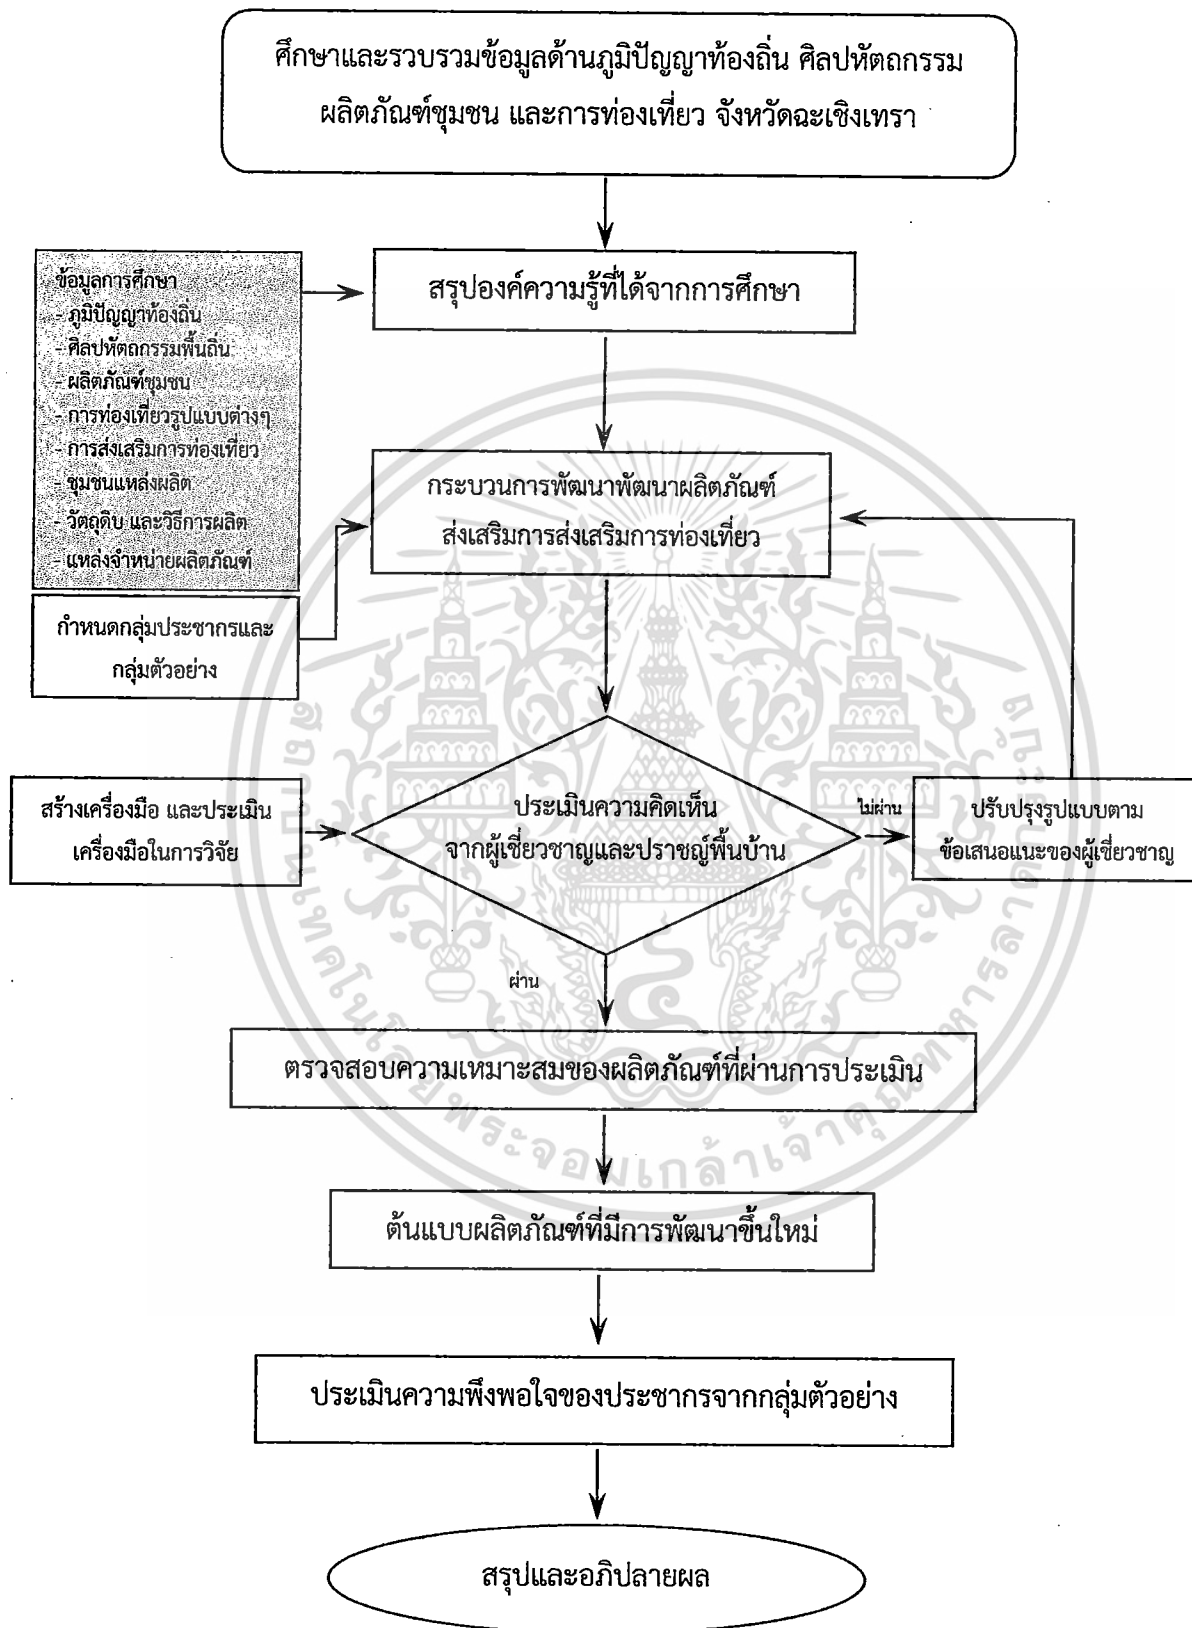 ศึกษาและรวบรวมข้อมูลด้านภูมิปัญญาท้องถิ่น ศิลปหัตถกรรม
ผลิตภัณฑ์ชุมชน และการท่องเที่ยว จังหวัดฉะเชิงเทรา
ข้อมูลการศึกษา
- ภูมิปัญญาท้องถิ่น
- ศิลปหัตถกรรมพื้นถิ่น
- ผลิตภัณฑ์ชุมชน
- การท่องเที่ยวรูปแบบต่างๆ
- การส่งเสริมการท่องเที่ยว
- ชุมชนแหล่งผลิต
- วัตถุดิบ และวิธีการผลิต
- แหล่งจำหน่ายผลิตภัณฑ์
สรุปองค์ความรู้ที่ได้จากการศึกษา
กระบวนการพัฒนาพัฒนาผลิตภัณฑ์
ส่งเสริมการส่งเสริมการท่องเที่ยว
กำหนดกลุ่มประชากรและ
กลุ่มตัวอย่าง
สร้างเครื่องมือ และประเมิน
เครื่องมือในการวิจัย
ประเมินความคิดเห็น
จากผู้เชี่ยวชาญและปราชญ์พื้นบ้าน
ไม่ผ่าน
ปรับปรุงรูปแบบตาม
ข้อเสนอแนะของผู้เชี่ยวชาญ
ผ่าน
ตรวจสอบความเหมาะสมของผลิตภัณฑ์ที่ผ่านการประเมิน
ต้นแบบผลิตภัณฑ์ที่มีการพัฒนาขึ้นใหม่
ประเมินความพึงพอใจของประชากรจากกลุ่มตัวอย่าง
สรุปและอภิปลายผล